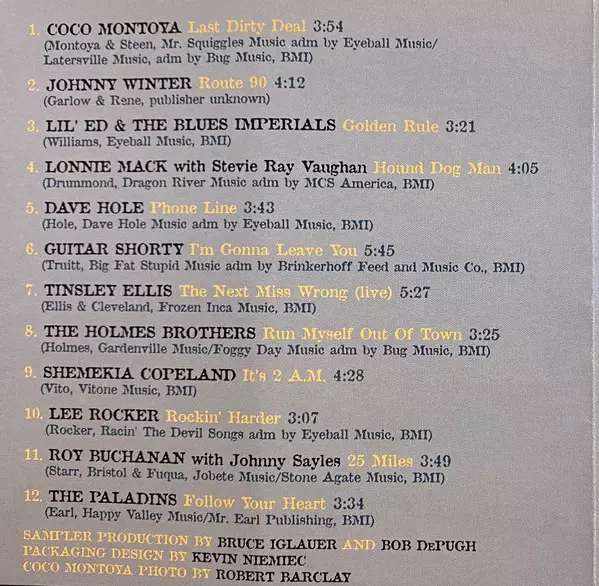 1. COCO MONTOYA Last Dirty Deal 3:54
(Montoya & Steen, Mr. Squiggles Music adm by Eyeball Music/
Latersville Music, adm by Bug Music, BMI)
2. JOHNNY WINTER Route 90 4:12
(Garlow & Rene, publisher unknown)
3. LIL' ED & THE BLUES IMPERIALS Golden Rule 3:21
(Williams, Eyeball Music, BMI)
4. LONNIE MACK with Stevie Ray Vaughan Hound Dog Man 4:05
(Drummond, Dragon River Music adm by MCS America, BMI)
5. DAVE HOLE Phone Line 3:43
(Hole, Dave Hole Music adm by Eyeball Music, BMI)
6. GUITAR SHORTY I'm Gonna Leave You 5:45
(Truitt, Big Fat Stupid Music adm by Brinkerhoff Feed and Music Co., BMI)
7. TINSLEY ELLIS The Next Miss Wrong (live) 5:27
(Ellis & Cleveland, Frozen Inca Music, BMI)
8. THE HOLMES BROTHERS Run Myself Out Of Town 3:25
(Holmes, Gardenville Music/Foggy Day Music adm by Bug Music, BMI)
9. SHEMEKIA COPELAND It's 2 A.M. 4:28
(Vito, Vitone Music, BMI)
10. LEE ROCKER Rockin' Harder 3:07
(Rocker, Racin' The Devil Songs adm by Eyeball Music, BMI)
11. ROY BUCHANAN with Johnny Sayles 25 Miles 3:49
(Starr, Bristol & Fuqua, Jobete Music/Stone Agate Music, BMI)
12. THE PALADINS Follow Your Heart 3:34
(Earl, Happy Valley Music/Mr. Earl Publishing, BMI)
SAMPLER PRODUCTION BY BRUCE IGLAUER AND BOB DePUGH
PACKAGING DESIGN BY KEVIN NIEMIEC
COCO MONTOYA PHOTO BY ROBERT BARCLAY